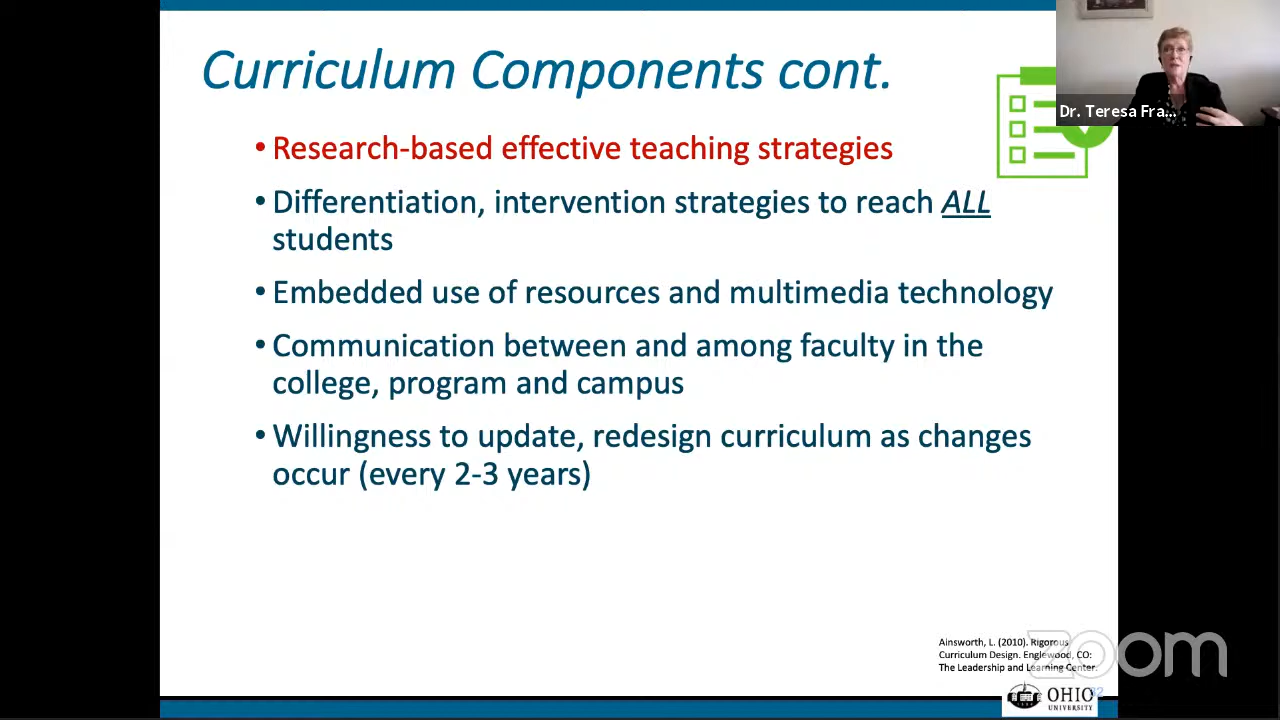 Curriculum Components cont.
Dr. Teresa Fra...
• Research-based effective teaching strategies
• Differentiation, intervention strategies to reach ALL
students
• Embedded use of resources and multimedia technology
• Communication between and among faculty in the
college, program and campus
• Willingness to update, redesign curriculum as changes
occur (every 2-3 years)
Ainsworth, L. (2010). Rigorous
Curriculum Design. Englewood, CO:
The Leadership and Learning Center.
zoom
OHIO
UNIVERSITY